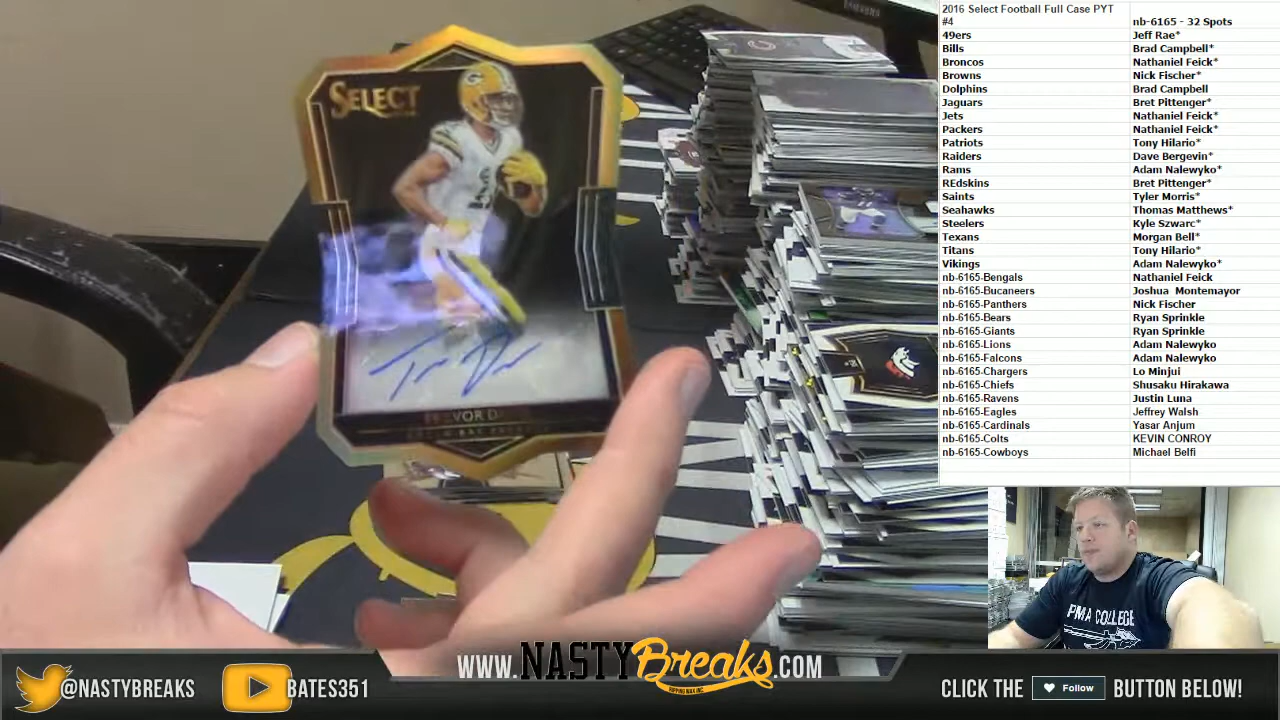 2016 Select Football Full Case PYT
#4 nb-6165 - 32 Spots
49ers Jeff Rae*
Bills Brad Campbell*
Broncos Nathaniel Feick*
Browns Nick Fischer*
Dolphins Brad Campbell
Jaguars Bret Pittenger*
Jets Nathaniel Feick*
Packers Nathaniel Feick*
Patriots Tony Hilario*
Raiders Dave Bergevin*
Rams Adam Nalewyko*
REdskins Bret Pittenger*
Saints Tyler Morris*
Seahawks Thomas Matthews*
Steelers Kyle Szwarc*
Texans Morgan Bell*
Titans Tony Hilario*
Vikings Adam Nalewyko*
nb-6165-Bengals Nathaniel Feick
nb-6165-Bucaneers Joshua Montemayor
nb-6165-Panthers Nick Fischer
nb-6165-Bears Ryan Sprinkle
nb-6165-Giants Ryan Sprinkle
nb-6165-Lions Adam Nalewyko
nb-6165-Falcons Adam Nalewyko
nb-6165-Chargers Lo Minjui
nb-6165-Chiefs Shusaku Hirakawa
nb-6165-Ravens Justin Luna
nb-6165-Eagles Jeffrey Walsh
nb-6165-Cardinals Yasar Anjum
nb-6165-Colts KEVIN CONROY
nb-6165-Cowboys Michael Belfi
SELECT
G
TREVOR
PMA COLLEGE
@NASTYBREAKS
BATES351
WWW.NASTYBreaks.COM
RIPPING WAX INC.
CLICK THE Follow BUTTON BELOW!